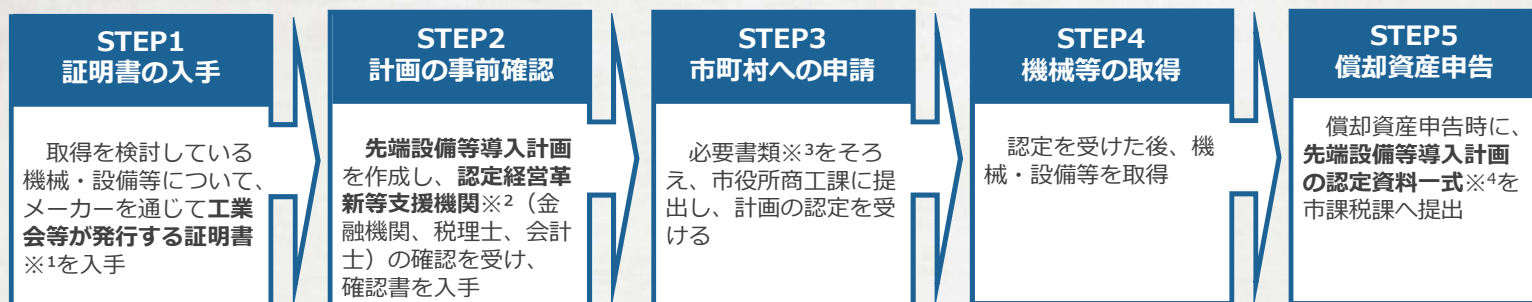 STEP1
証明書の入手
取得を検討している
機械・設備等について、
メーカーを通じて工業
会等が発行する証明書
※1を入手
STEP2
計画の事前確認
先端設備等導入計画
を作成し、認定経営革
新等支援機関※2（金
融機関、税理士、会計
士）の確認を受け、
確認書を入手
STEP3
市町村への申請
必要書類※3をそろ
え、市役所商工課に提
出し、計画の認定を受
ける
STEP4
機械等の取得
認定を受けた後、機
械・設備等を取得
STEP5
償却資産申告
償却資産申告時に、
先端設備等導入計画
の認定資料一式※4を
市課税課へ提出